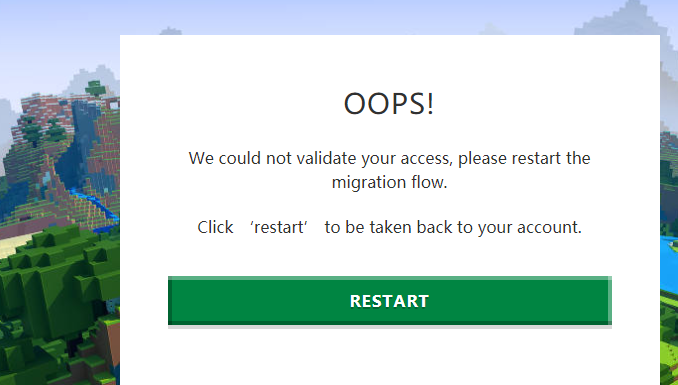 OOPS!
We could not validate your access, please restart the
migration flow.
Click ‘restart’ to be taken back to your account.
RESTART